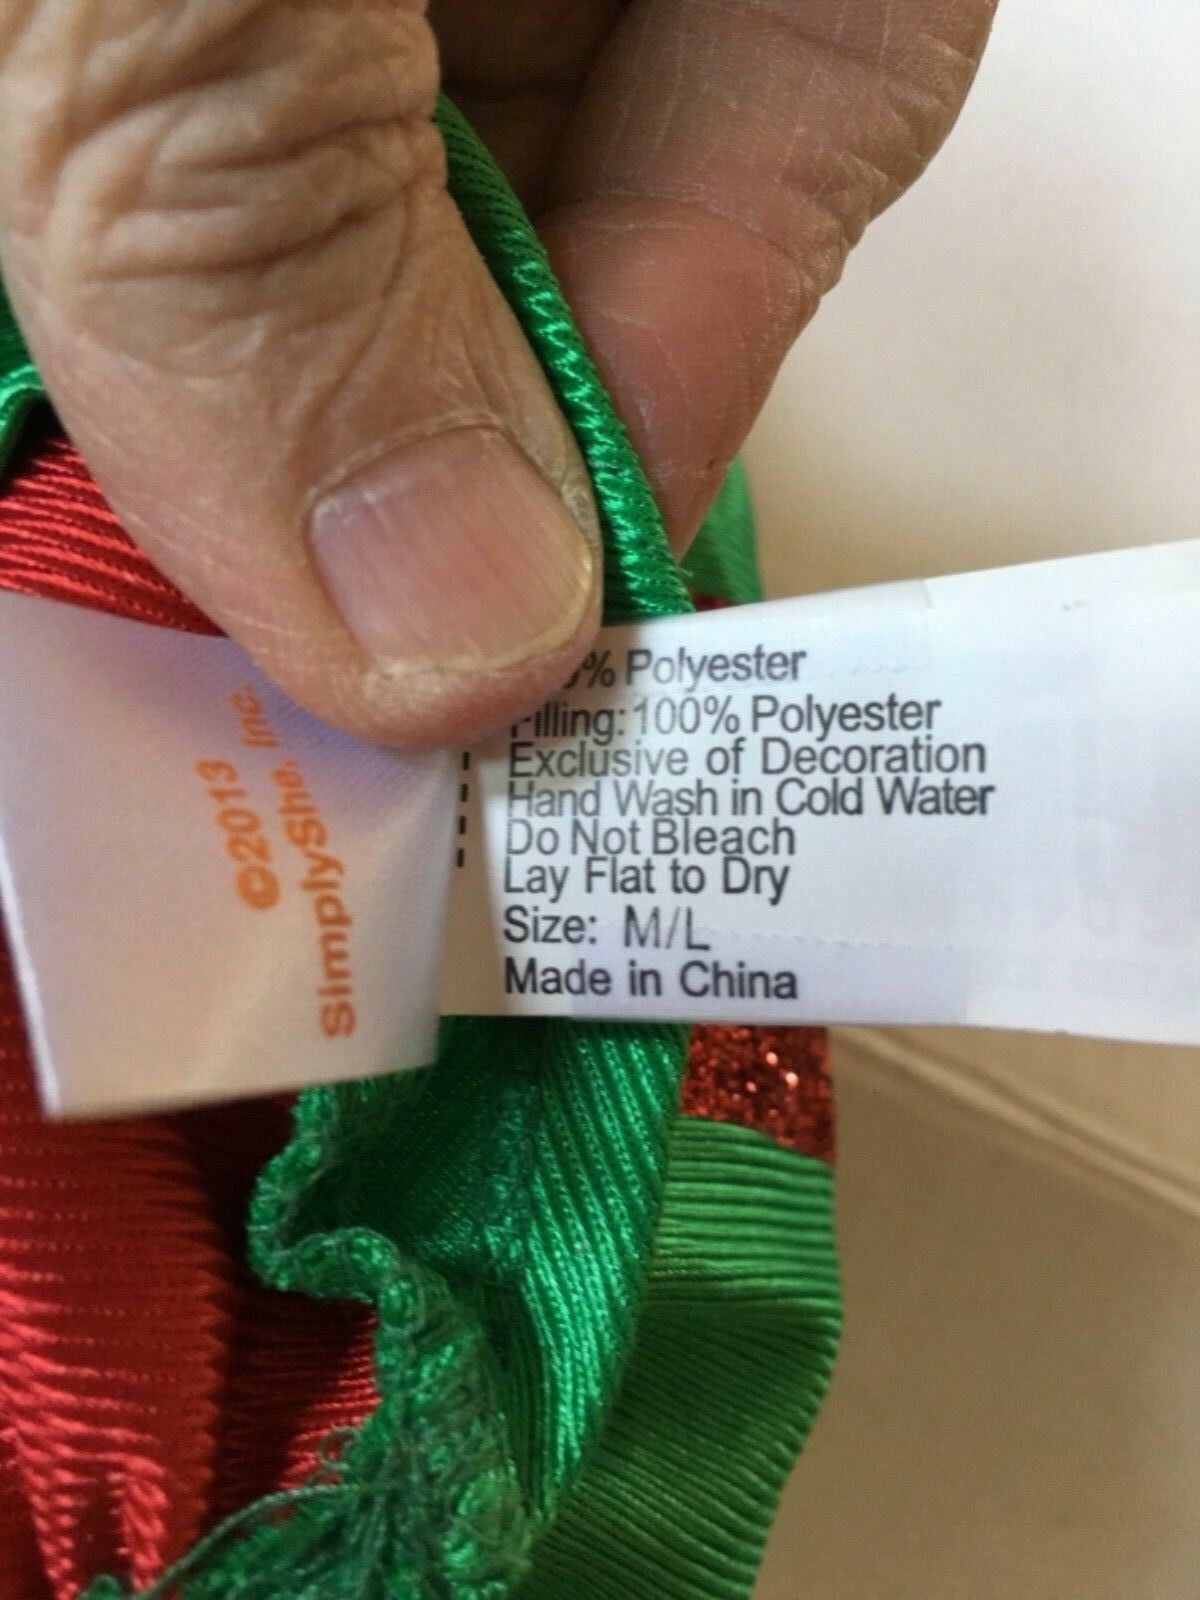 % Polyester
Filling: 100% Polyester
Exclusive of Decoration
Hand Wash in Cold Water
Do Not Bleach
Lay Flat to Dry
Size: M/L
Made in China
©2013
SimplyShe, Inc.